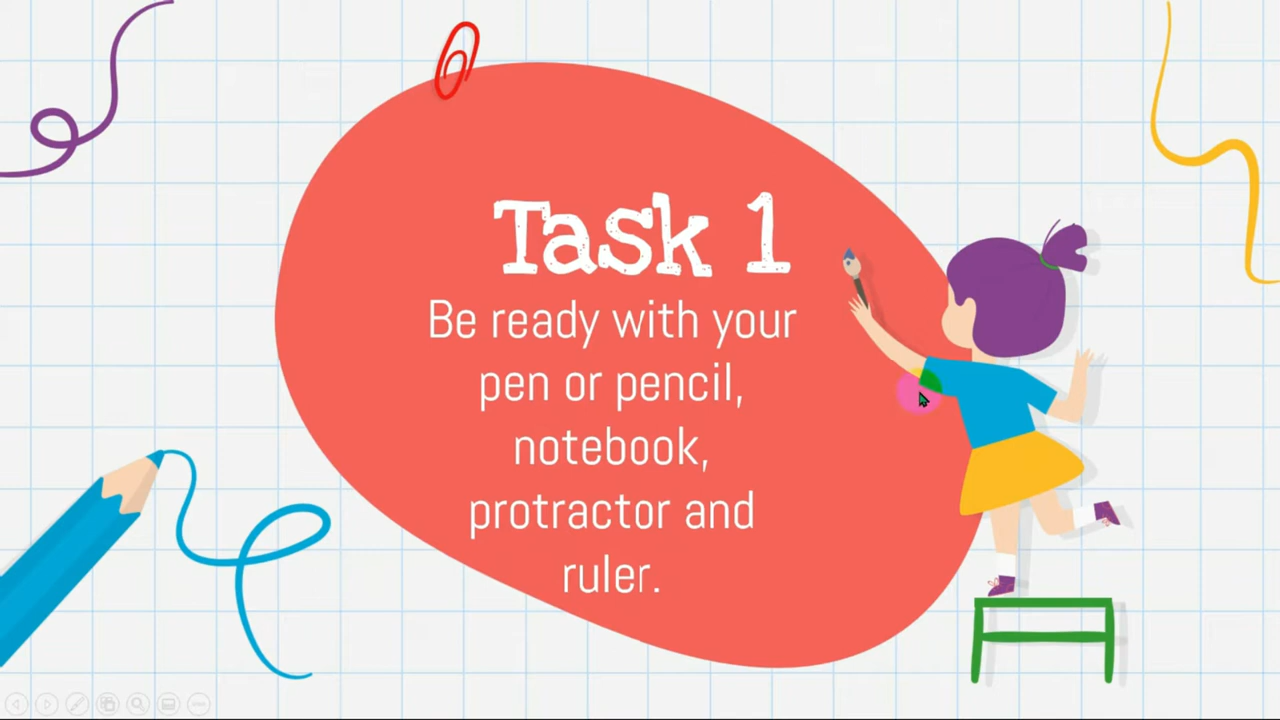 Task 1
Be ready with your
pen or pencil,
notebook,
protractor and
ruler.